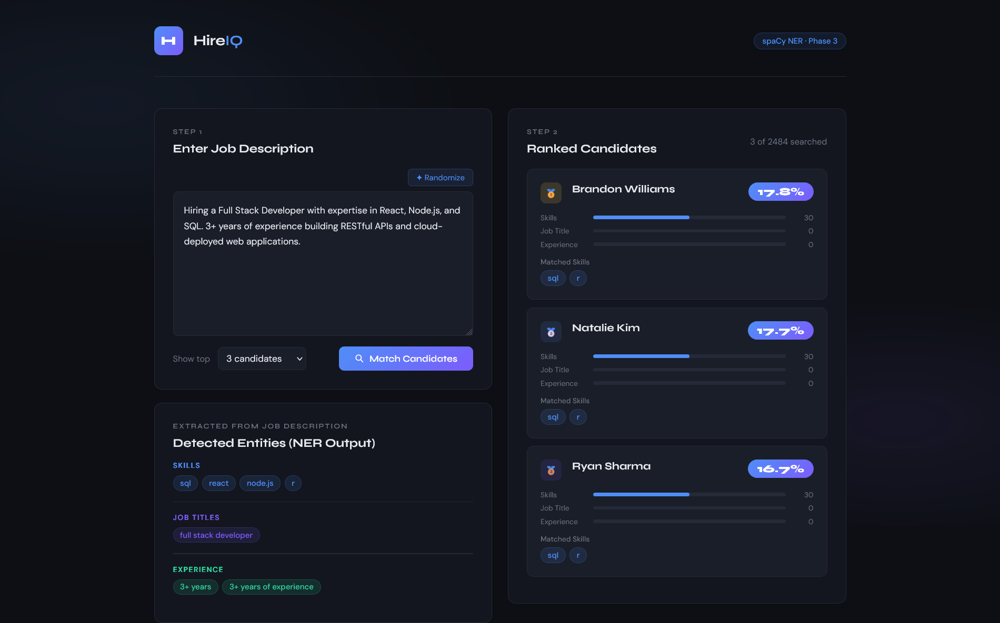 H
HireIQ
spaCy NER · Phase 3
STEP 1
Enter Job Description
✦ Randomize
Hiring a Full Stack Developer with expertise in React, Node.js, and
SQL. 3+ years of experience building RESTful APIs and cloud-
deployed web applications.
Show top
3 candidates
Match Candidates
EXTRACTED FROM JOB DESCRIPTION
Detected Entities (NER Output)
SKILLS
sql react node.js r
JOB TITLES
full stack developer
EXPERIENCE
3+ years 3+ years of experience
STEP 2
Ranked Candidates
3 of 2484 searched
1
Brandon Williams
17.8%
Skills 30
Job Title 0
Experience 0
Matched Skills
sql r
2
Natalie Kim
17.7%
Skills 30
Job Title 0
Experience 0
Matched Skills
sql r
3
Ryan Sharma
16.7%
Skills 30
Job Title 0
Experience 0
Matched Skills
sql r